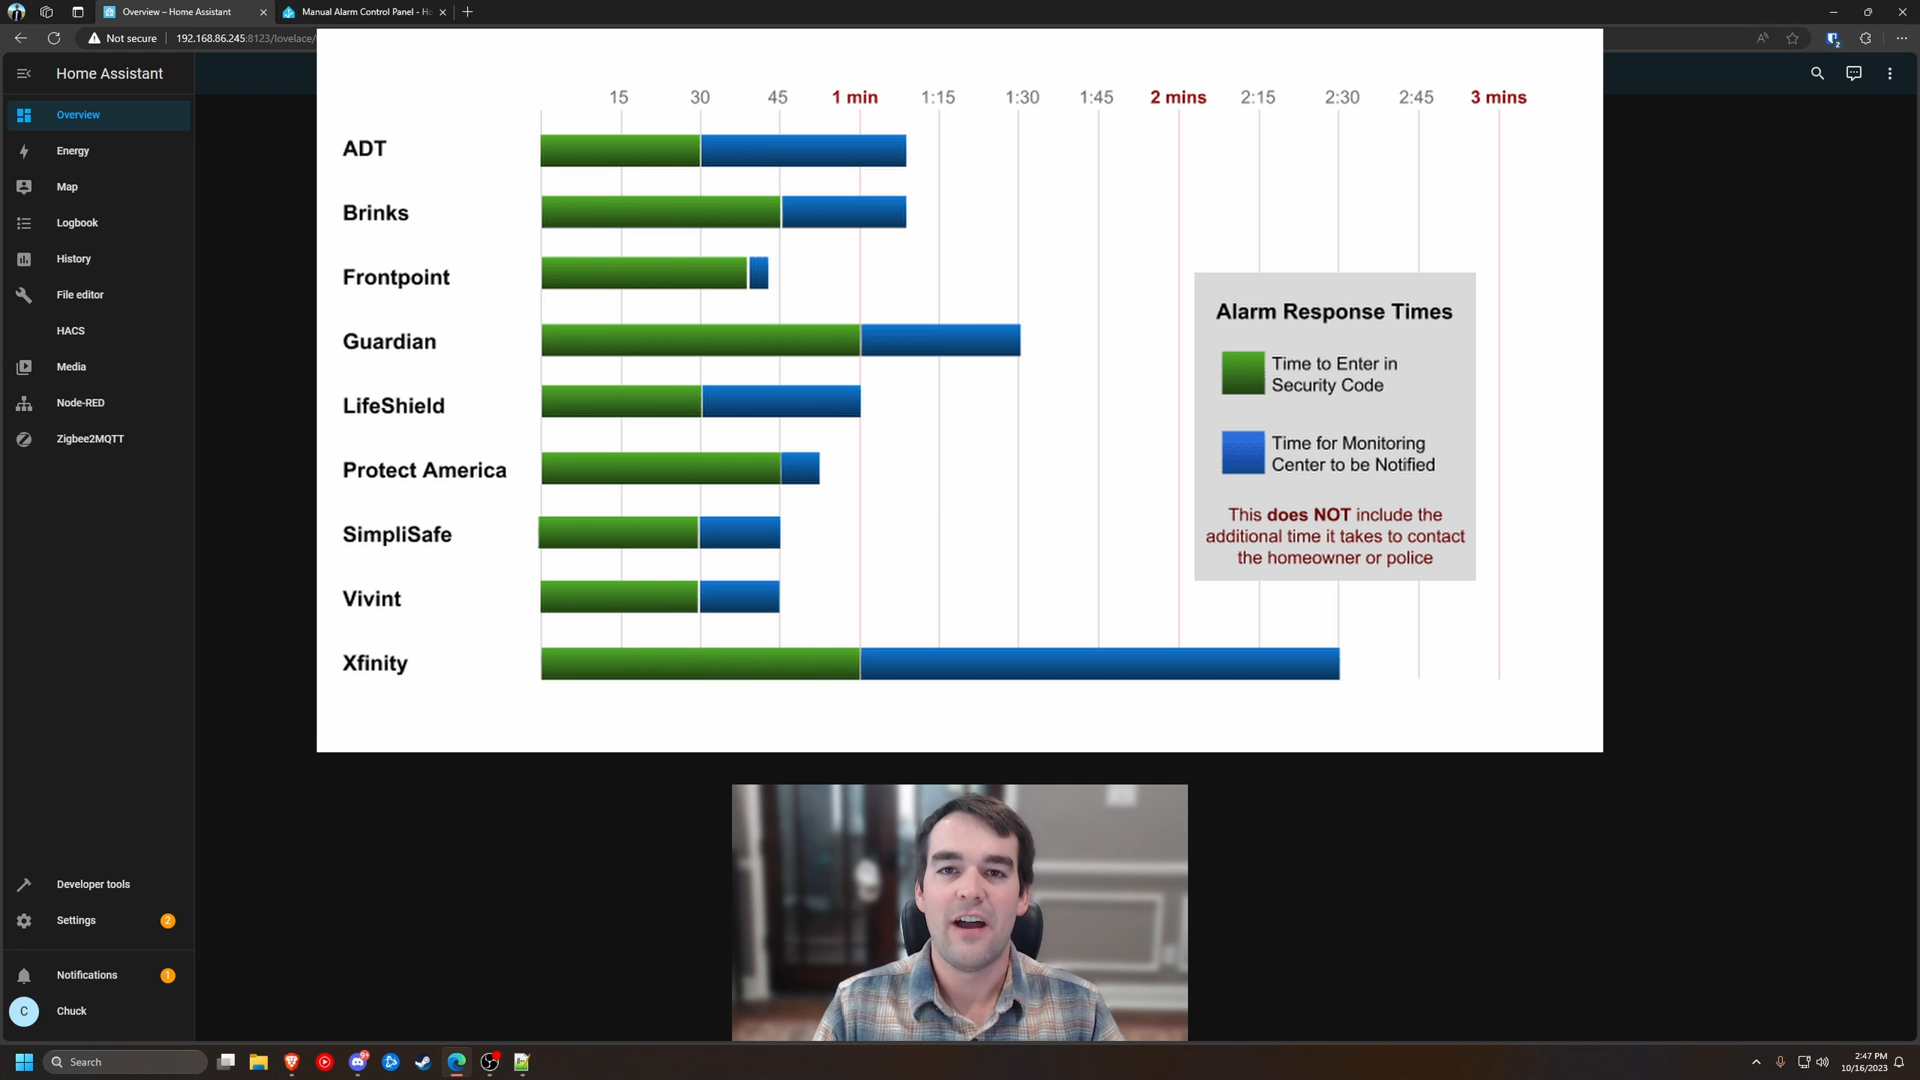 Overview – Home Assistant
Manual Alarm Control Panel - Ho
Not secure
192.168.86.245:8123/lovelace/
2
Home Assistant
Overview
Energy
Map
Logbook
History
File editor
HACS
Media
Node-RED
Zigbee2MQTT
Developer tools
Settings 2
Notifications 1
C Chuck
15 30 45 1 min 1:15 1:30 1:45 2 mins 2:15 2:30 2:45 3 mins
ADT
Brinks
Frontpoint
Guardian
LifeShield
Protect America
SimpliSafe
Vivint
Xfinity
Alarm Response Times
Time to Enter in
Security Code
Time for Monitoring
Center to be Notified
This does NOT include the
additional time it takes to contact
the homeowner or police
Search
2:47 PM
10/16/2023